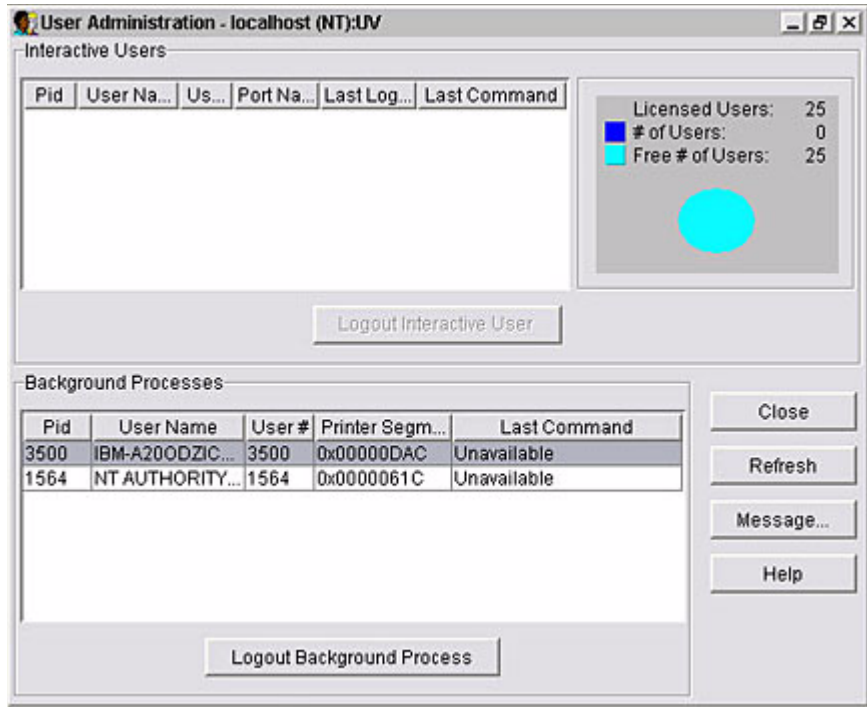 User Administration - localhost (NT):UV
Interactive Users
Pid User Na... Us... Port Na... Last Log... Last Command
Licensed Users: 25
# of Users: 0
Free # of Users: 25
Logout Interactive User
Background Processes
Pid User Name User # Printer Segm... Last Command
3500 IBM-A20ODZIC... 3500 0x00000DAC Unavailable
1564 NT AUTHORITY... 1564 0x0000061C Unavailable
Close
Refresh
Message...
Help
Logout Background Process